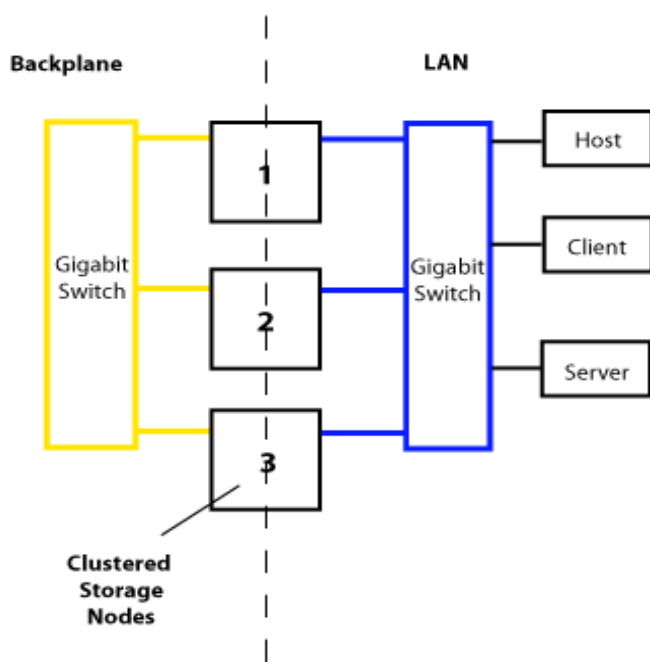 Backplane
LAN
Host
1
Gigabit
Switch
2
Gigabit
Switch
Client
Server
3
Clustered
Storage
Nodes